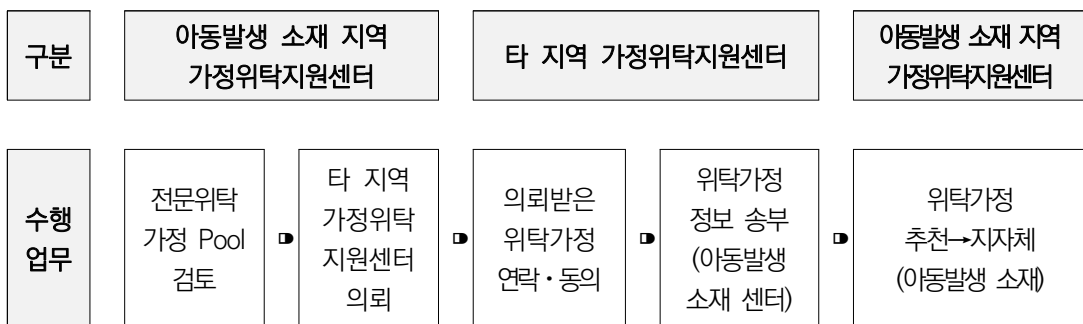 구분
아동발생 소재 지역
가정위탁지원센터
타 지역 가정위탁지원센터
아동발생 소재 지역
가정위탁지원센터
수행
업무
전문위탁
가정 Pool
검토
타 지역
가정위탁
지원센터
의뢰
의뢰받은
위탁가정
연락・동의
위탁가정
정보 송부
(아동발생
소재 센터)
위탁가정
추천→지자체
(아동발생 소재)